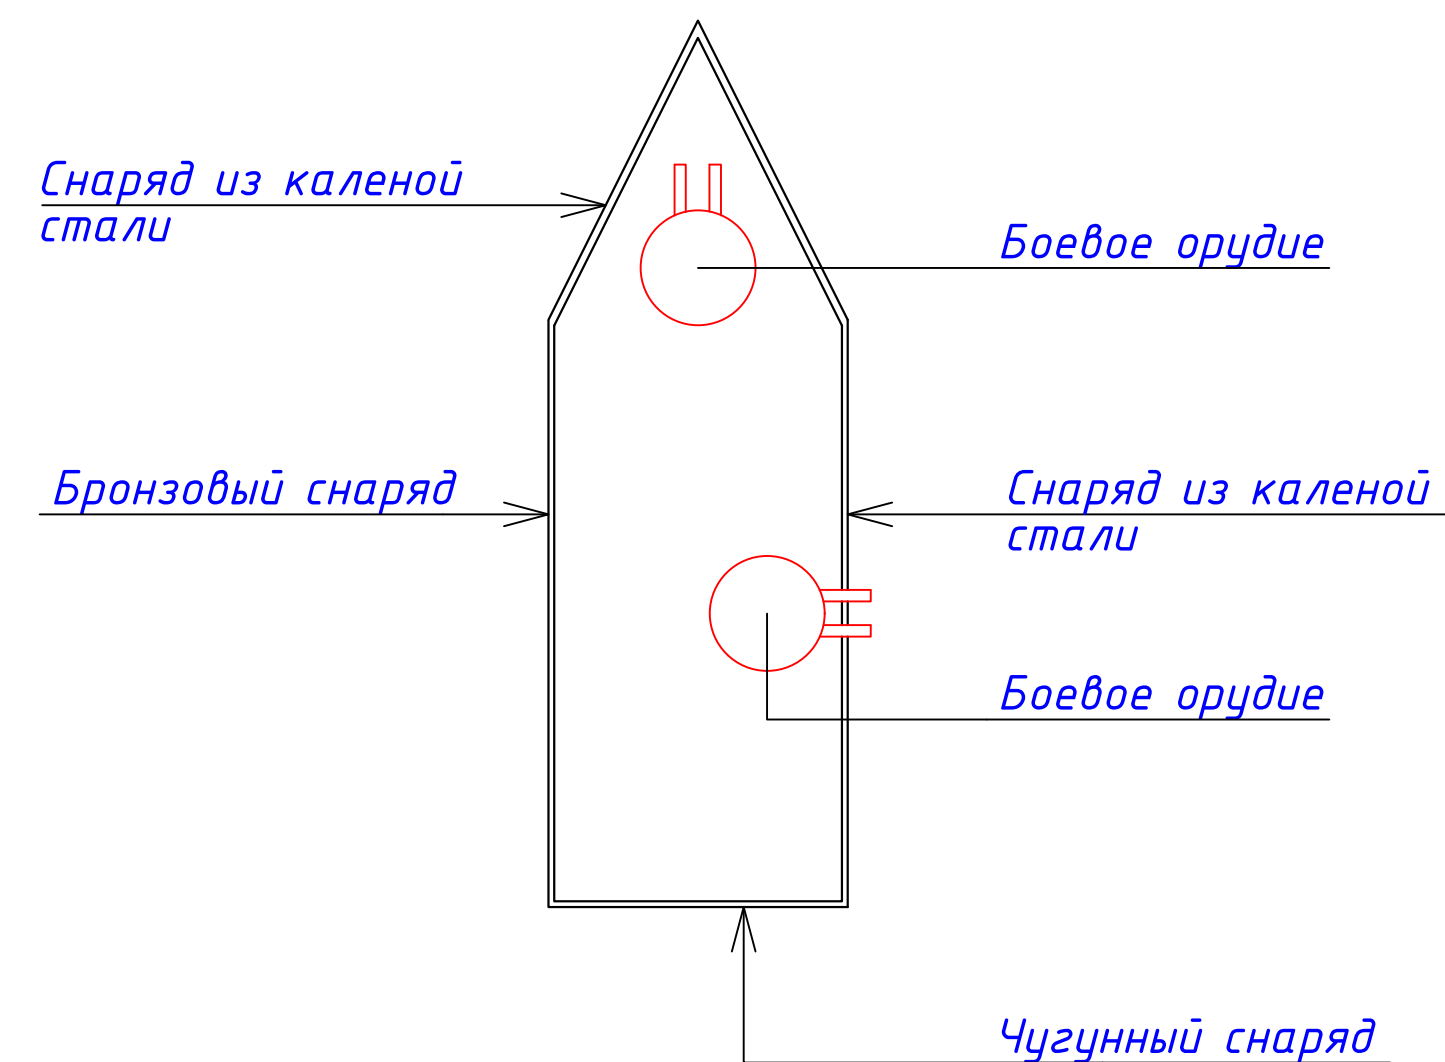 Снаряд из каленой
стали
Боевое орудие
Бронзовый снаряд
Снаряд из каленой
стали
Боевое орудие
Чугунный снаряд